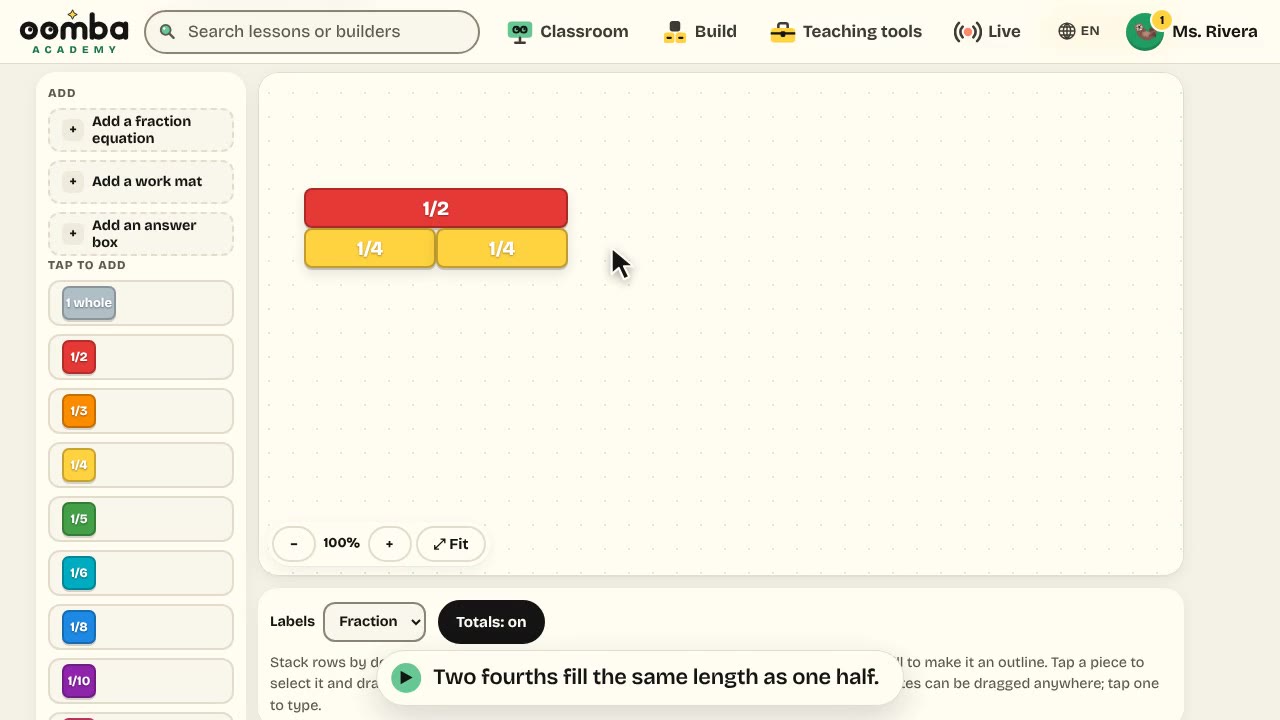 oomba
ACADEMY
Search lessons or builders
Classroom
Build
Teaching tools
Live
EN
1
Ms. Rivera
ADD
+ Add a fraction
equation
+ Add a work mat
+ Add an answer
box
TAP TO ADD
1 whole
1/2
1/3
1/4
1/5
1/6
1/8
1/10
1/2
1/4 1/4
− 100% + Fit
Labels Fraction Totals: on
Stack rows by
to make it an outline. Tap a piece to
select it and
can be dragged anywhere; tap one
to type.
Two fourths fill the same length as one half.